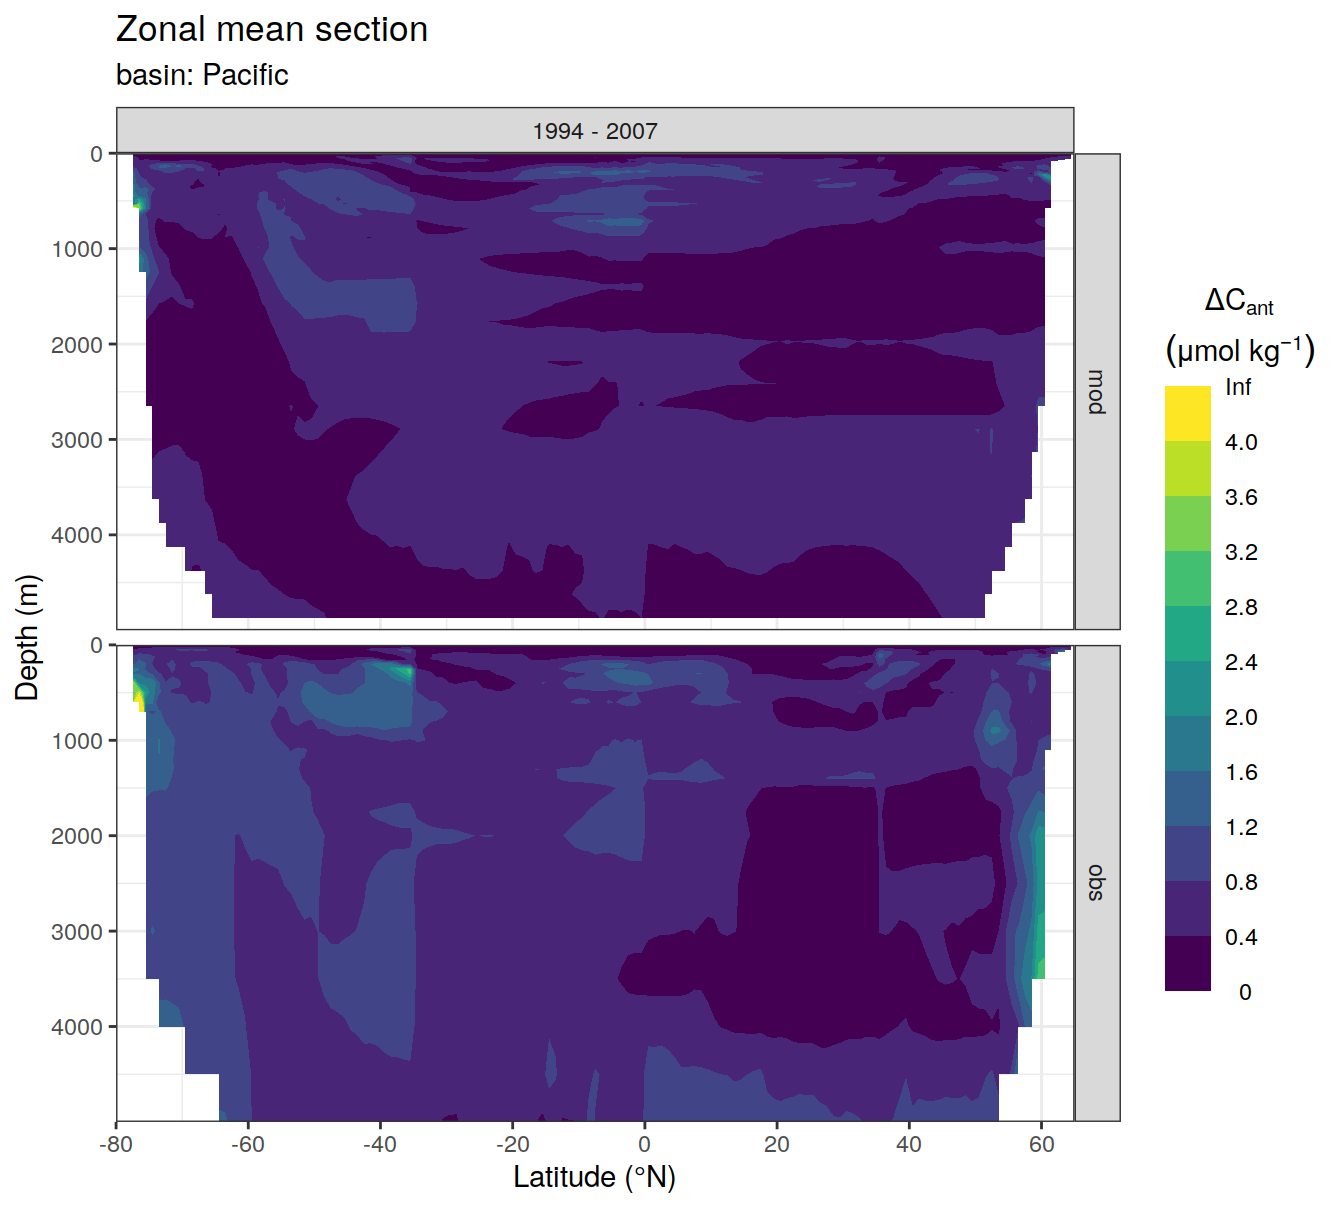 Zonal mean section
basin: Pacific
1994 - 2007
0
1000
2000
3000
4000
mod
0
1000
2000
3000
4000
obs
Depth (m)
-80
-60
-40
-20
0
20
40
60
Latitude (°N)
ΔCant
(μmol kg⁻¹)
Inf
4.0
3.6
3.2
2.8
2.4
2.0
1.6
1.2
0.8
0.4
0